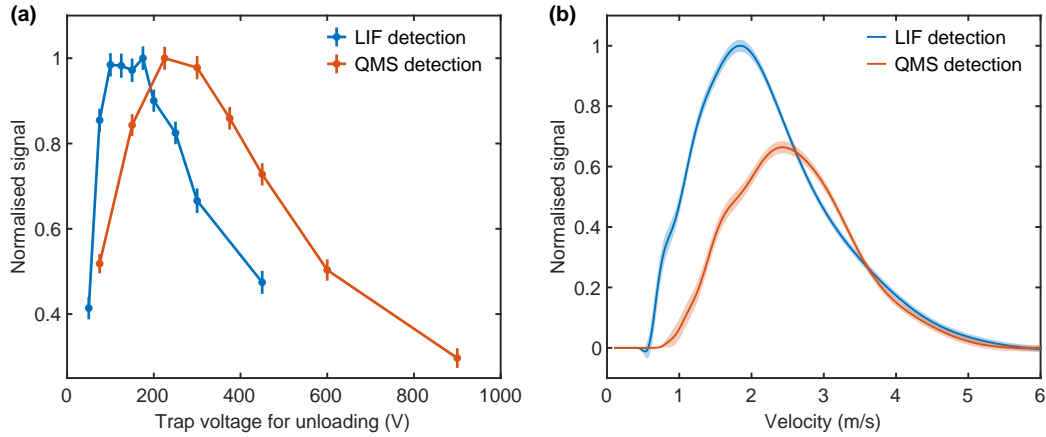 (a)
LIF detection
QMS detection
1
0.8
0.6
0.4
Normalised signal
0 200 400 600 800 1000
Trap voltage for unloading (V)
(b)
LIF detection
QMS detection
1
0.8
0.6
0.4
0.2
0
Normalised signal
1 2 3 4 5 6
Velocity (m/s)